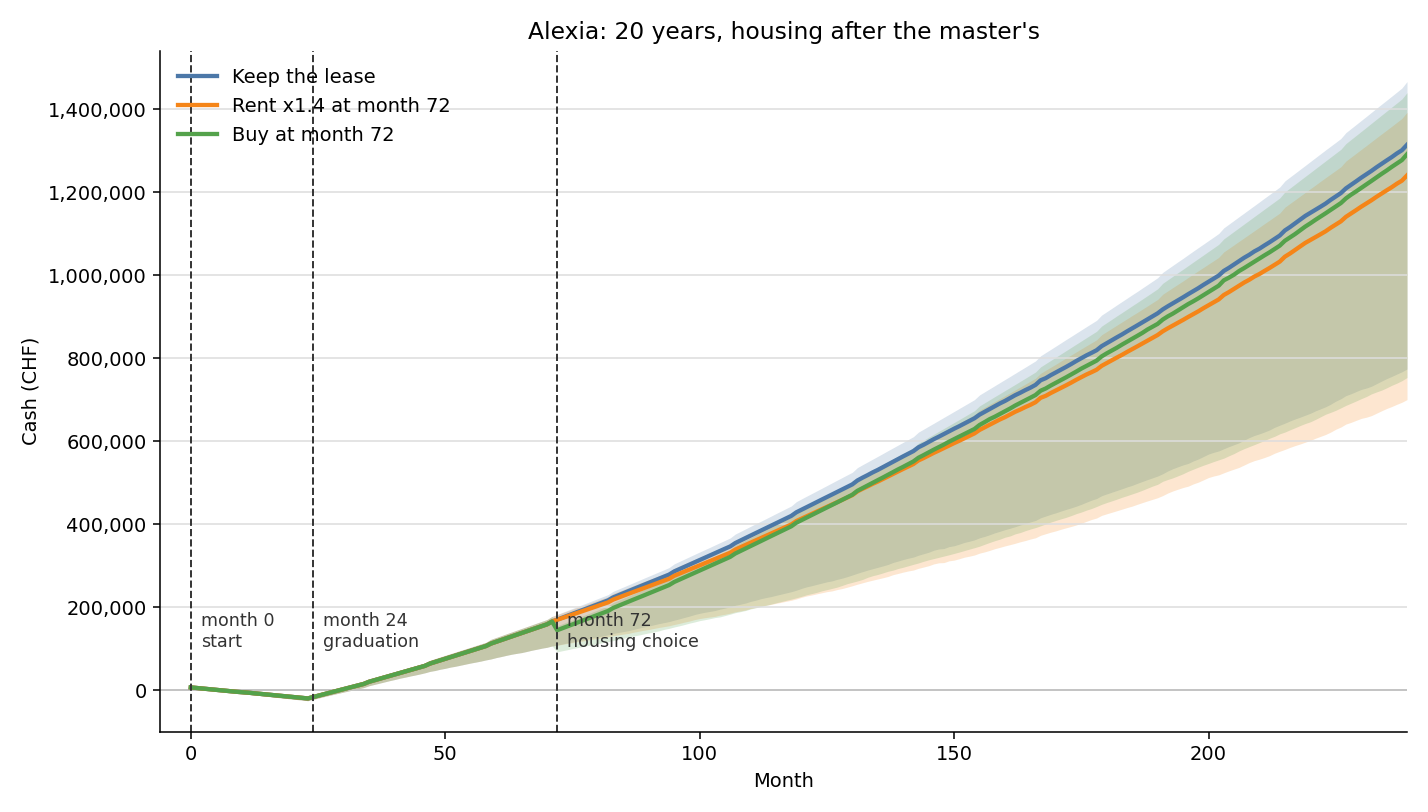 Alexia: 20 years, housing after the master's
Keep the lease
Rent x1.4 at month 72
Buy at month 72
Cash (CHF)
1,400,000
1,200,000
1,000,000
800,000
600,000
400,000
200,000
0
month 0
start
month 24
graduation
month 72
housing choice
0
50
100
150
200
Month